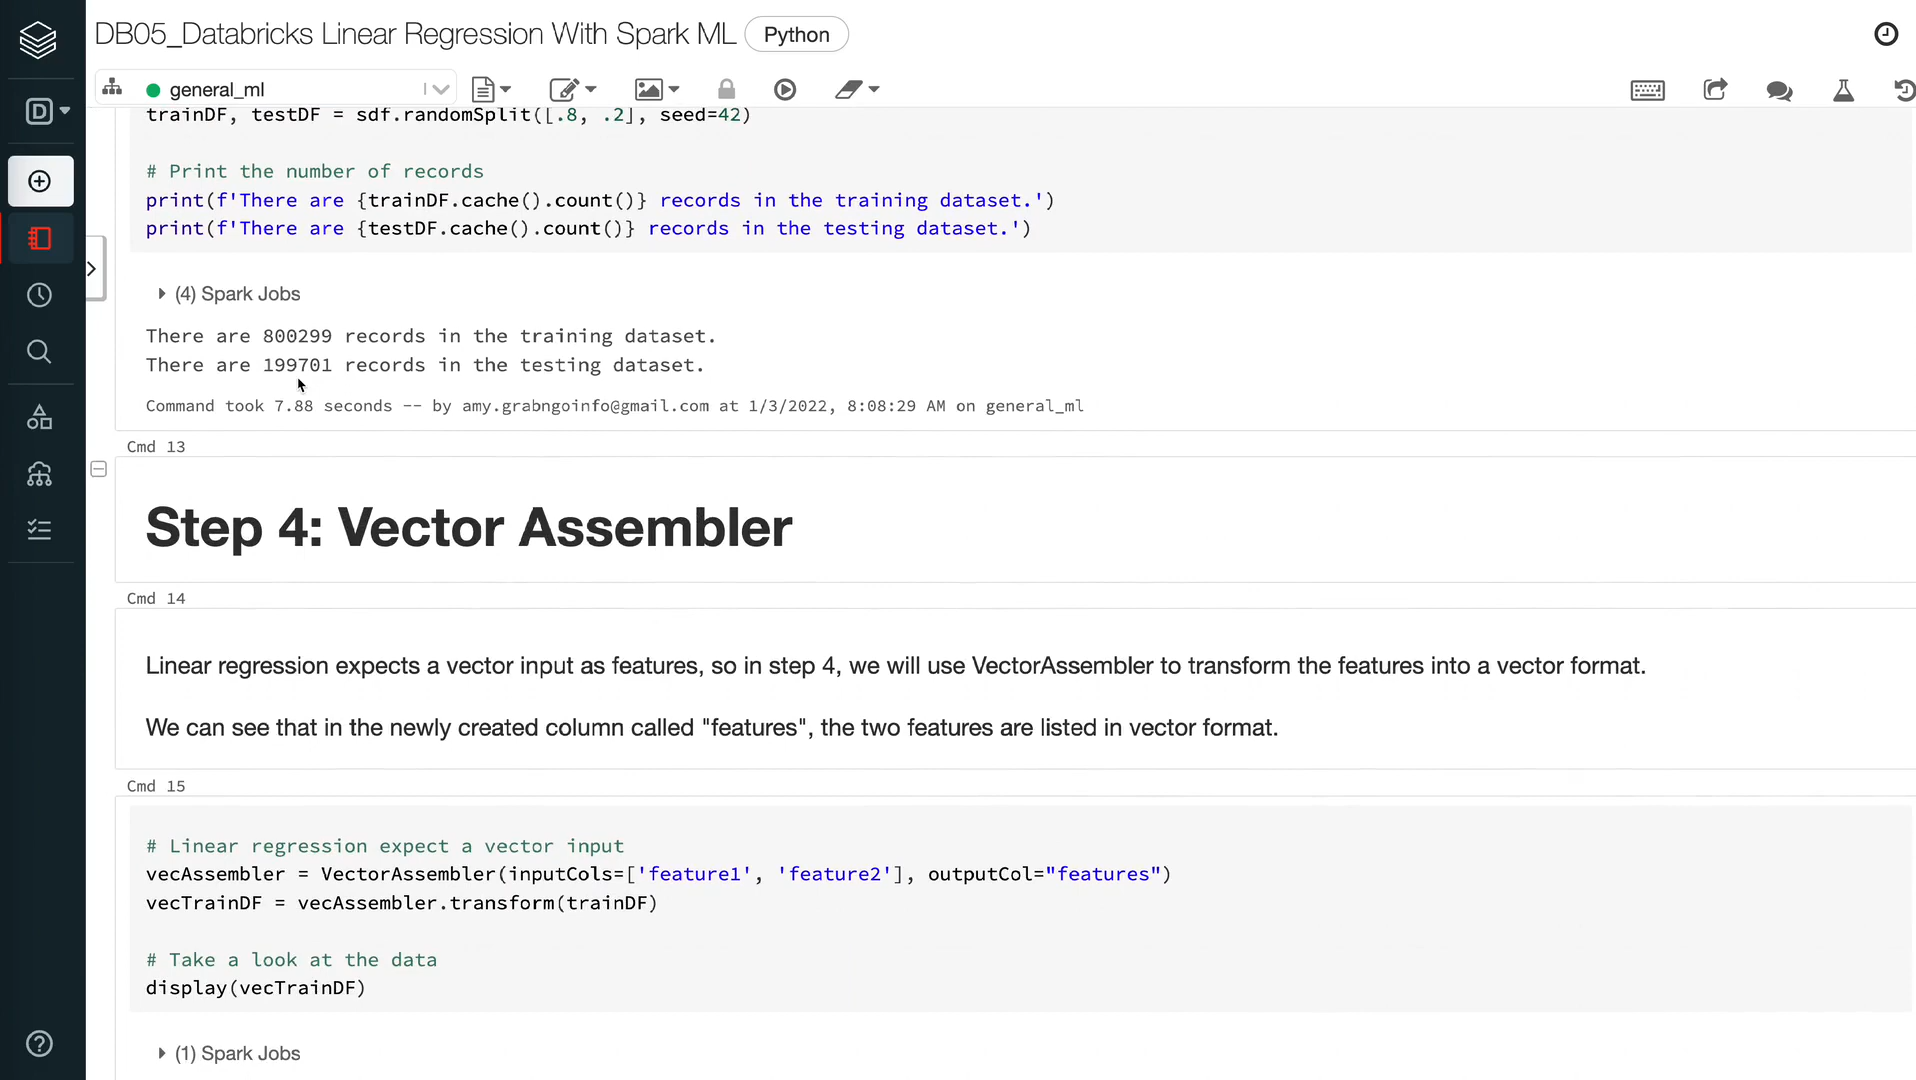 DB05_Databricks Linear Regression With Spark ML Python
general_ml
trainDF, testDF = sdf.randomSplit([.8, .2], seed=42)
# Print the number of records
print(f'There are {trainDF.cache().count()} records in the training dataset.')
print(f'There are {testDF.cache().count()} records in the testing dataset.')
(4) Spark Jobs
There are 800299 records in the training dataset.
There are 199701 records in the testing dataset.
Command took 7.88 seconds -- by amy.grabngoinfo@gmail.com at 1/3/2022, 8:08:29 AM on general_ml
Cmd 13
Step 4: Vector Assembler
Cmd 14
Linear regression expects a vector input as features, so in step 4, we will use VectorAssembler to transform the features into a vector format.
We can see that in the newly created column called "features", the two features are listed in vector format.
Cmd 15
# Linear regression expect a vector input
vecAssembler = VectorAssembler(inputCols=['feature1', 'feature2'], outputCol="features")
vecTrainDF = vecAssembler.transform(trainDF)
# Take a look at the data
display(vecTrainDF)
(1) Spark Jobs